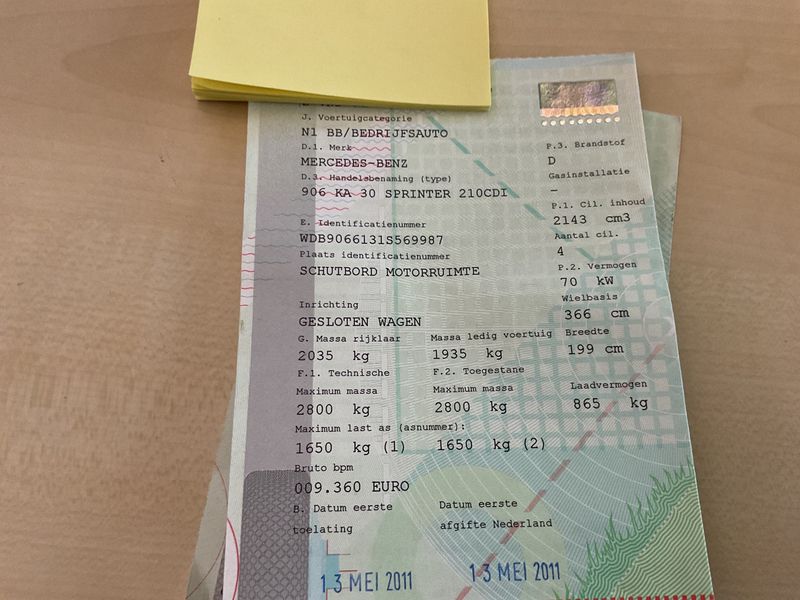 J. Voertuigcategorie
N1 BB/BEDRIJFSAUTO
D.1. Merk P.3. Brandstof
MERCEDES-BENZ D
D.3. Handelsbenaming (type) Gasinstallatie
906 KA 30 SPRINTER 210CDI –
P.1. Cil. inhoud
E. Identificatienummer 2143 cm3
WDB9066131S569987 Aantal cil.
Plaats identificatienummer 4
SCHUTBORD MOTORRUIMTE P.2. Vermogen
70 kW
Inrichting Wielbasis
GESLOTEN WAGEN 366 cm
G. Massa rijklaar Massa ledig voertuig Breedte
2035 kg 1935 kg 199 cm
F.1. Technische F.2. Toegestane
Maximum massa Maximum massa Laadvermogen
2800 kg 2800 kg 865 kg
Maximum last as (asnummer):
1650 kg (1) 1650 kg (2)
Bruto bpm
009.360 EURO
B. Datum eerste Datum eerste
toelating afgifte Nederland
13 MEI 2011 13 MEI 2011